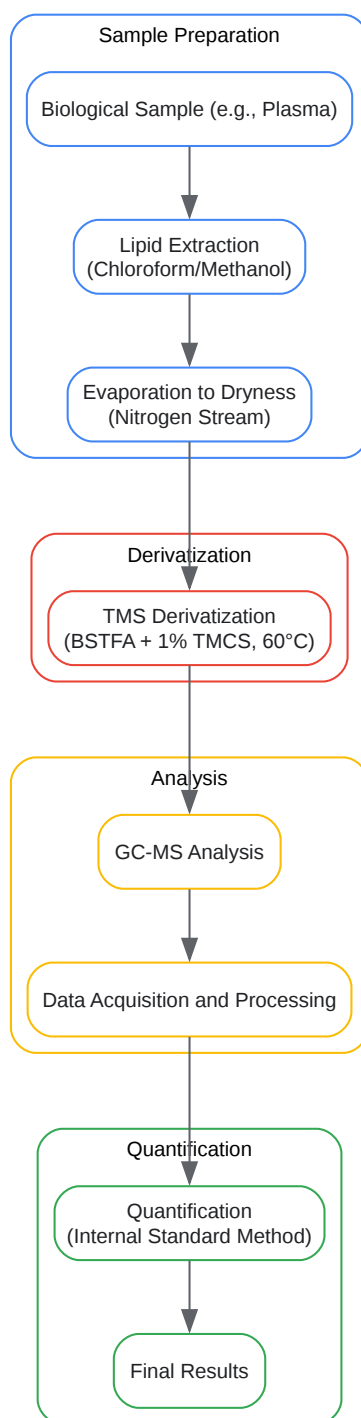 Sample Preparation
Biological Sample (e.g., Plasma)
Lipid Extraction
(Chloroform/Methanol)
Evaporation to Dryness
(Nitrogen Stream)
Derivatization
TMS Derivatization
(BSTFA + 1% TMCS, 60°C)
Analysis
GC-MS Analysis
Data Acquisition and Processing
Quantification
Quantification
(Internal Standard Method)
Final Results